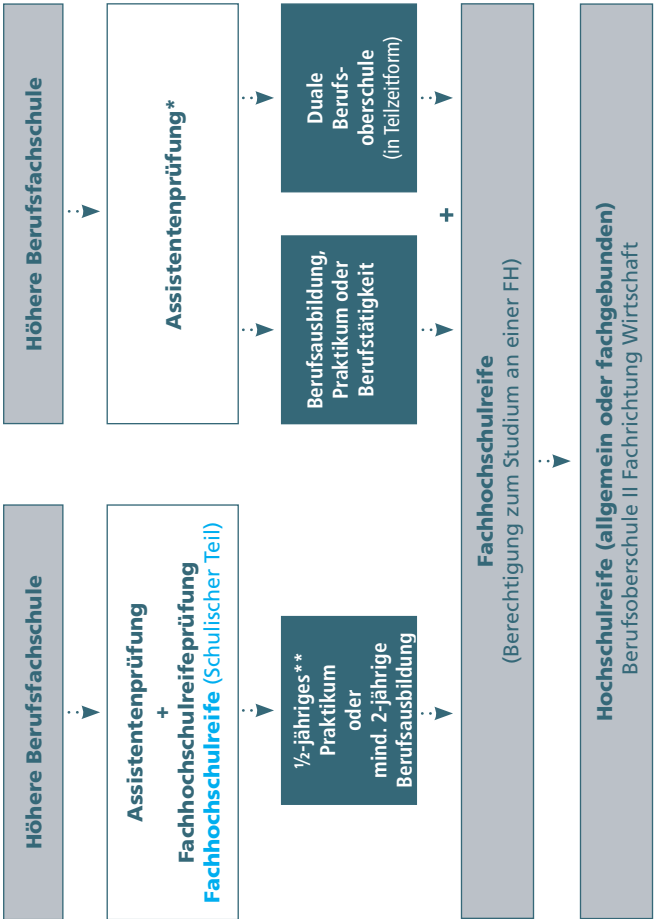 Höhere Berufsfachschule
Assistentenprüfung
+
Fachhochschulreifeprüfung
Fachhochschulreife (Schulischer Teil)
½-jähriges**
Praktikum
oder
mind. 2-jährige
Berufsausbildung
Höhere Berufsfachschule
Assistentenprüfung*
Berufsausbildung,
Praktikum oder
Berufstätigkeit
+
Duale
Berufs-
oberschule
(in Teilzeitform)
Fachhochschulreife
(Berechtigung zum Studium an einer FH)
Hochschulreife (allgemein oder fachgebunden)
Berufsoberschule II Fachrichtung Wirtschaft